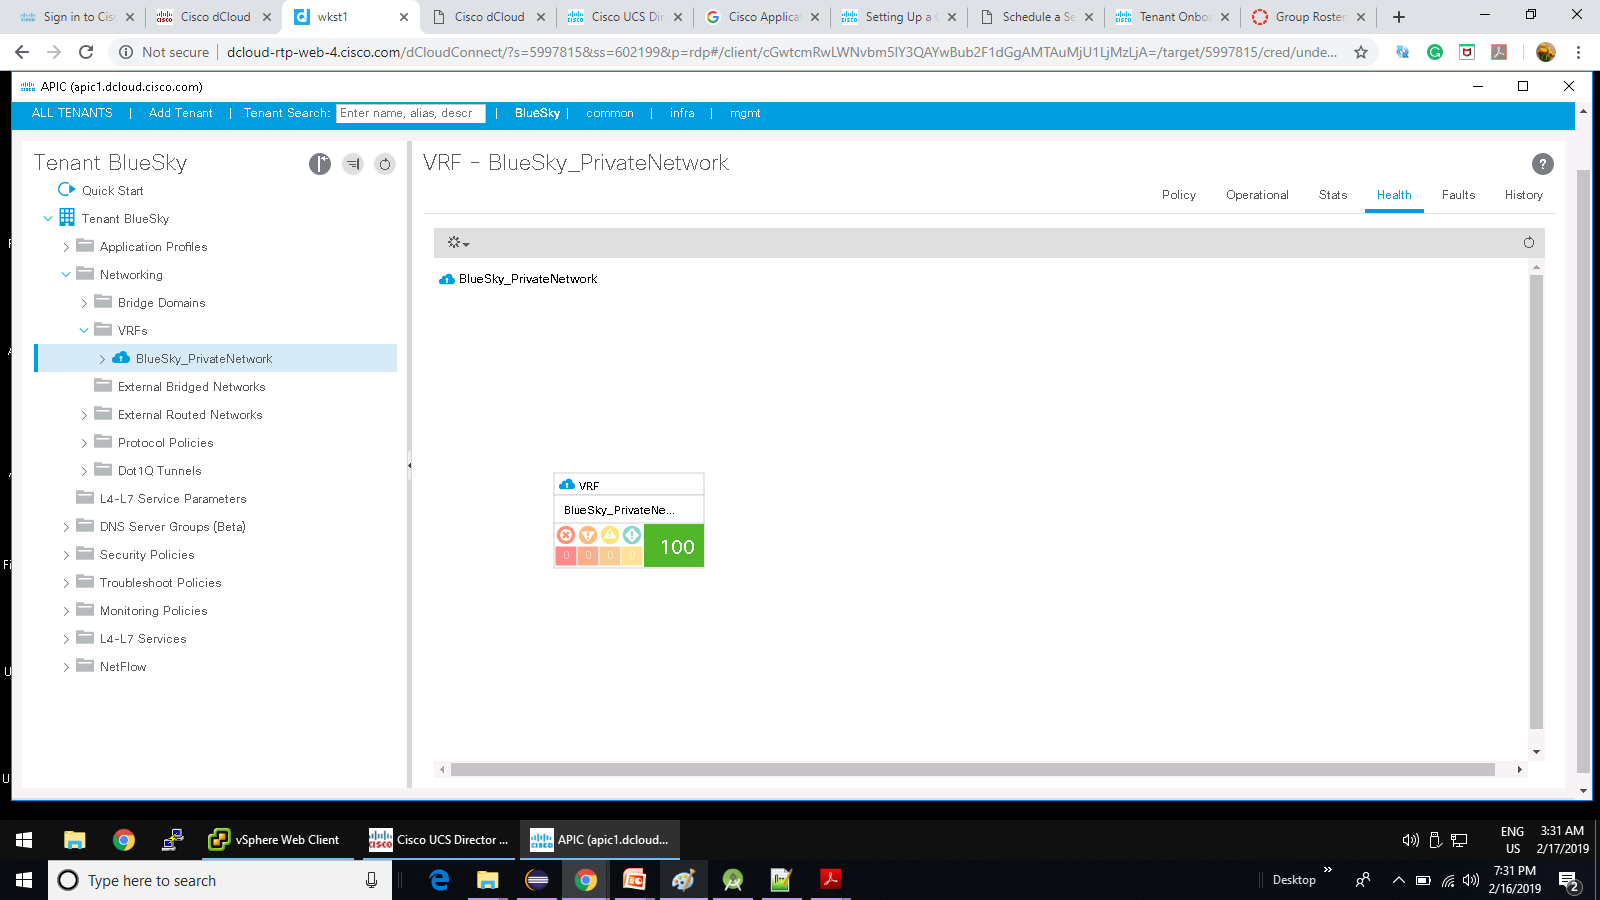 Sign in to Cisc
Cisco dCloud
wkst1
Cisco dCloud
Cisco UCS Dir
Cisco Applicat
Setting Up a C
Schedule a Se
Tenant Onboa
Group Roster
Not secure
dcloud-rtp-web-4.cisco.com/dCloudConnect/?s=5997815&ss=602199&p=rdp#/client/cGwtcmRwLWNvbm5lY3QAYwBub2F1dGgAMTAuMjU1LjMzLjA=/target/5997815/cred/unde...
APIC (apic1.dcloud.cisco.com)
ALL TENANTS | Add Tenant | Tenant Search: Enter name, alias, descr | BlueSky | common | infra | mgmt
Tenant BlueSky
Quick Start
Tenant BlueSky
Application Profiles
Networking
Bridge Domains
VRFs
BlueSky_PrivateNetwork
External Bridged Networks
External Routed Networks
Protocol Policies
Dot1Q Tunnels
L4-L7 Service Parameters
DNS Server Groups (Beta)
Security Policies
Troubleshoot Policies
Monitoring Policies
L4-L7 Services
NetFlow
VRF - BlueSky_PrivateNetwork
?
Policy Operational Stats Health Faults History
BlueSky_PrivateNetwork
VRF
BlueSky_PrivateNe...
0 0 0 0
100
vSphere Web Client
Cisco UCS Director ...
APIC (apic1.dcloud...
ENG
US
3:31 AM
2/17/2019
Type here to search
Desktop
7:31 PM
2/16/2019
2